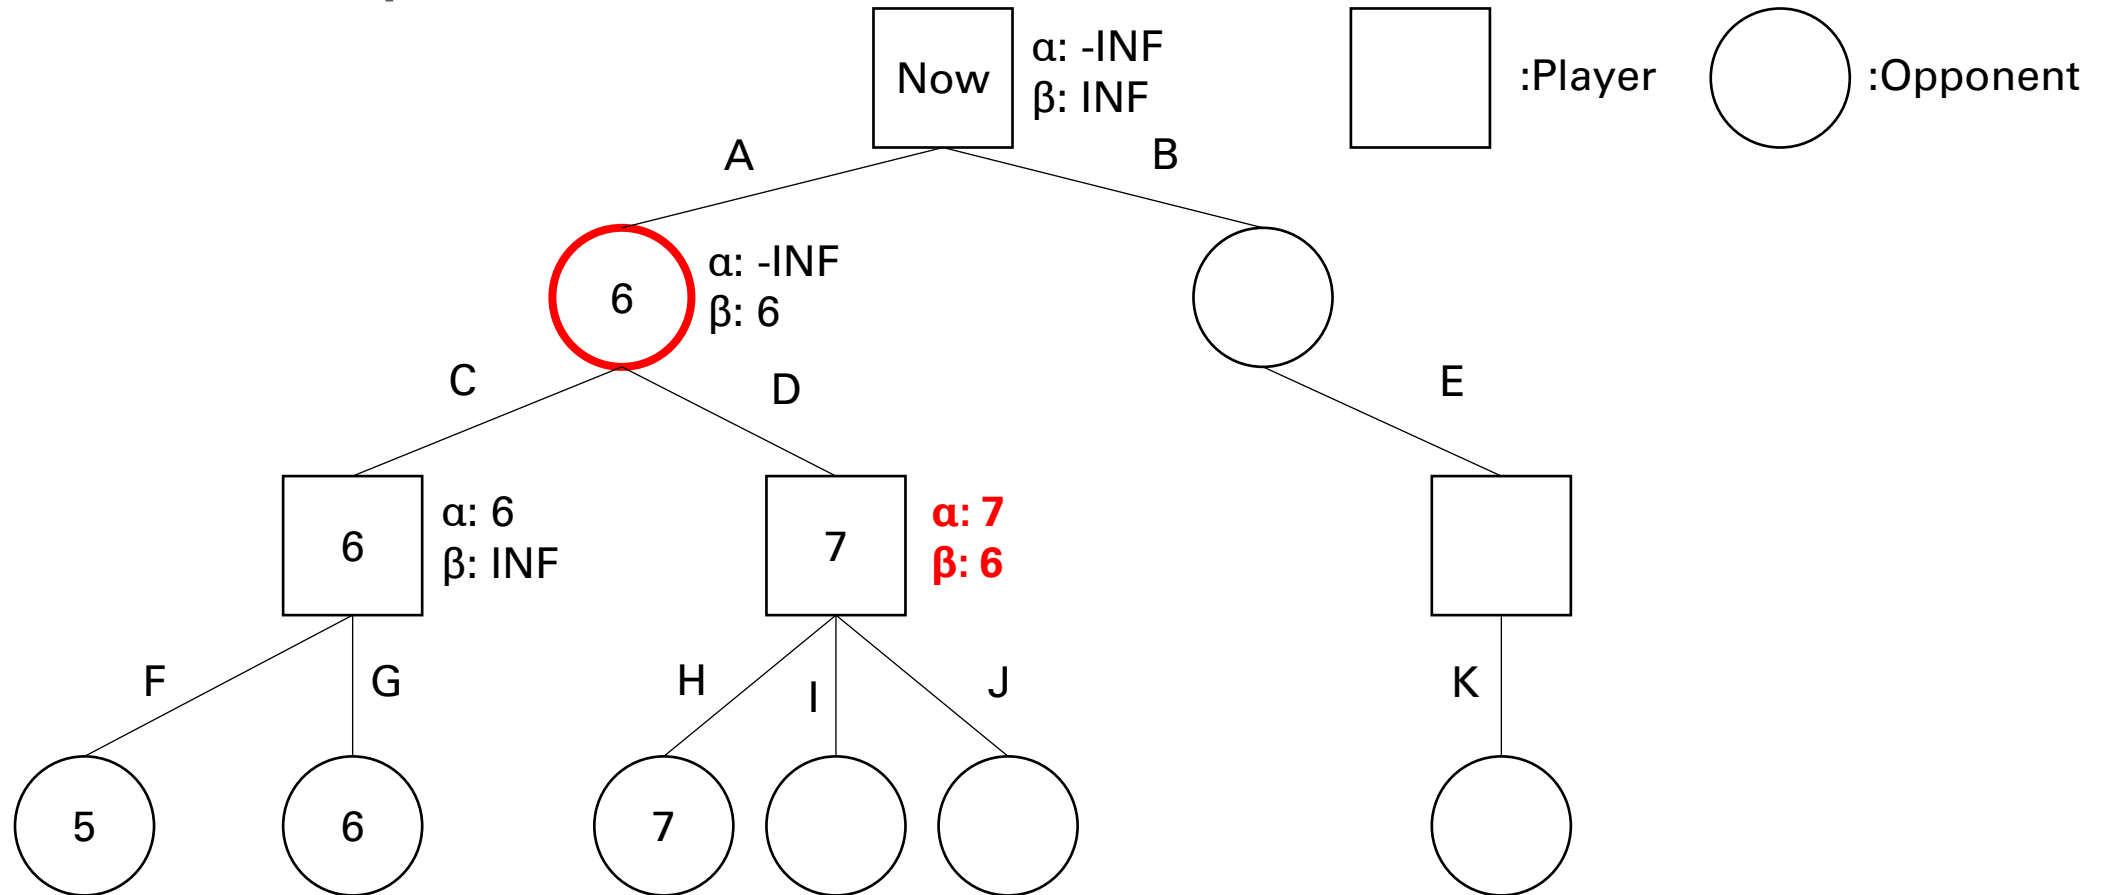 Now
α: -INF
β: INF
:Player
:Opponent
A
B
6
α: -INF
β: 6
C
D
E
6
α: 6
β: INF
7
α: 7
β: 6
F
G
H
I
J
K
5
6
7